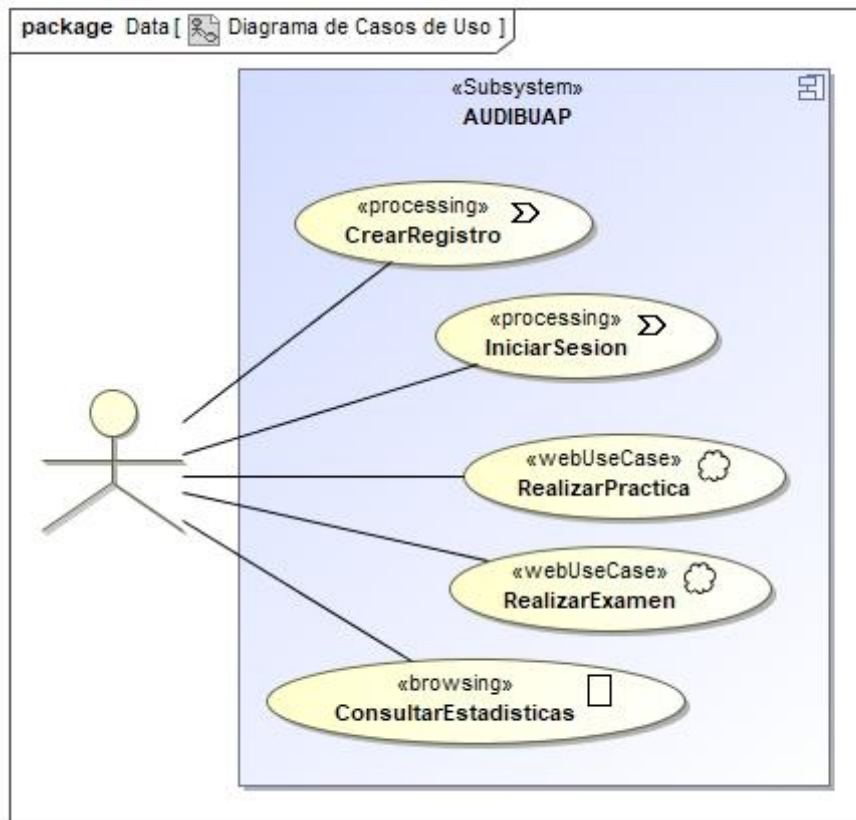 package Data [ Diagrama de Casos de Uso ]
«Subsystem»
AUDIBUAP
«processing»
CrearRegistro
«processing»
IniciarSesion
«webUseCase»
RealizarPractica
«webUseCase»
RealizarExamen
«browsing»
ConsultarEstadisticas